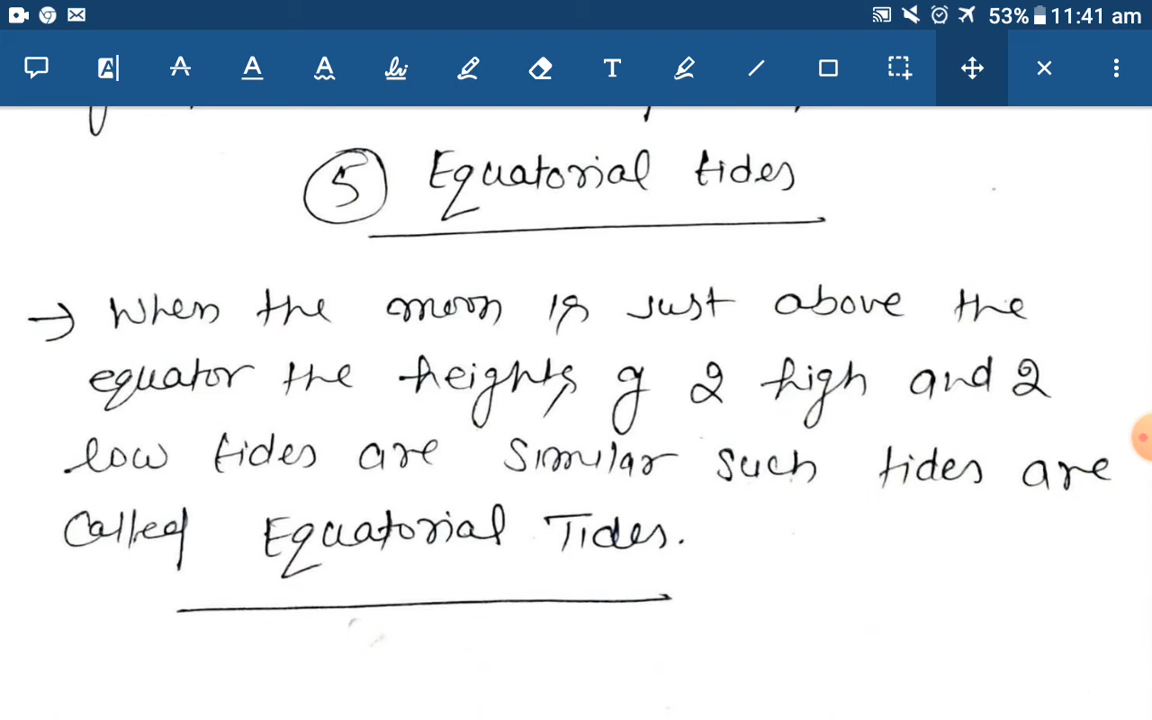 53% 11:41 am
A A A A T
5 Equatorial tides
→ When the moon is just above the
equator the heights of 2 high and 2
low tides are similar such tides are
Called Equatorial Tides.